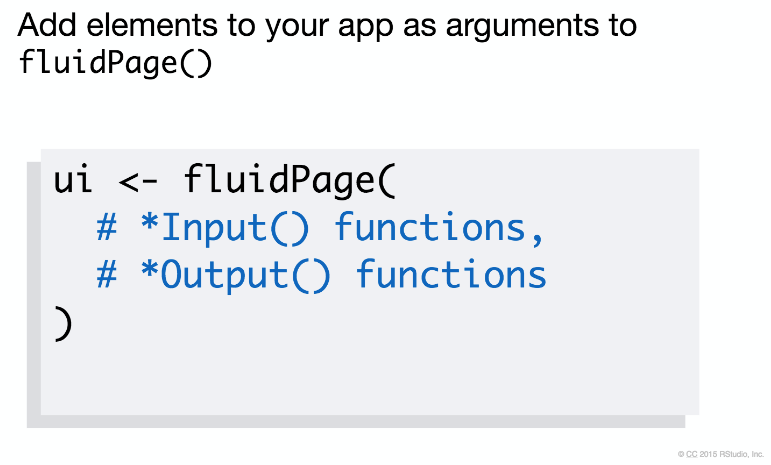 Add elements to your app as arguments to
fluidPage()
ui <- fluidPage(
  # *Input() functions,
  # *Output() functions
)
© CC 2015 RStudio, Inc.